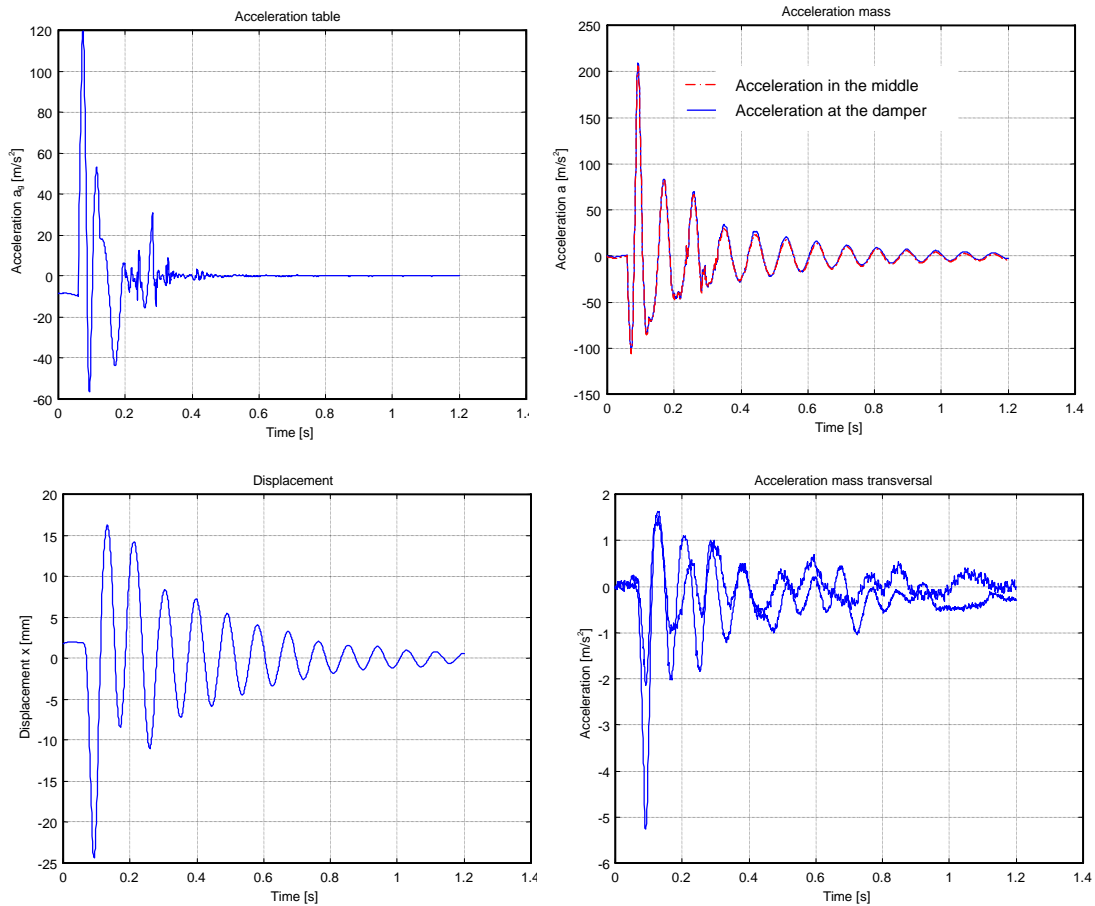 Acceleration table
120
100
80
60
40
20
0
-20
-40
-60
Acceleration a₀ [m/s²]
0 0.2 0.4 0.6 0.8 1 1.2 1.4
Time [s]
Acceleration mass
250
200
150
100
50
0
-50
-100
-150
Acceleration a [m/s²]
Acceleration in the middle
Acceleration at the damper
0 0.2 0.4 0.6 0.8 1 1.2 1.4
Time [s]
Displacement
20
15
10
5
0
-5
-10
-15
-20
-25
Displacement x [mm]
0 0.2 0.4 0.6 0.8 1 1.2 1.4
Time [s]
Acceleration mass transversal
2
1
0
-1
-2
-3
-4
-5
-6
Acceleration [m/s²]
0 0.2 0.4 0.6 0.8 1 1.2 1.4
Time [s]